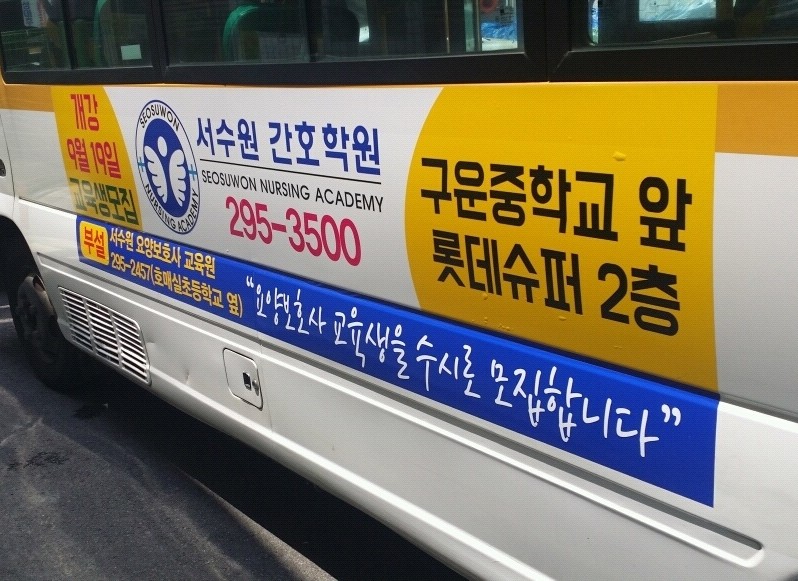 개강
9월 19일
교육생모집
SEOSUWON
NURSING ACADEMY
서수원 간호학원
SEOSUWON NURSING ACADEMY
295-3500
구운중학교 앞
롯데슈퍼 2층
부설
서수원 요양보호사 교육원
295-2457(호매실초등학교 옆)
"요양보호사 교육생을 수시로 모집합니다"